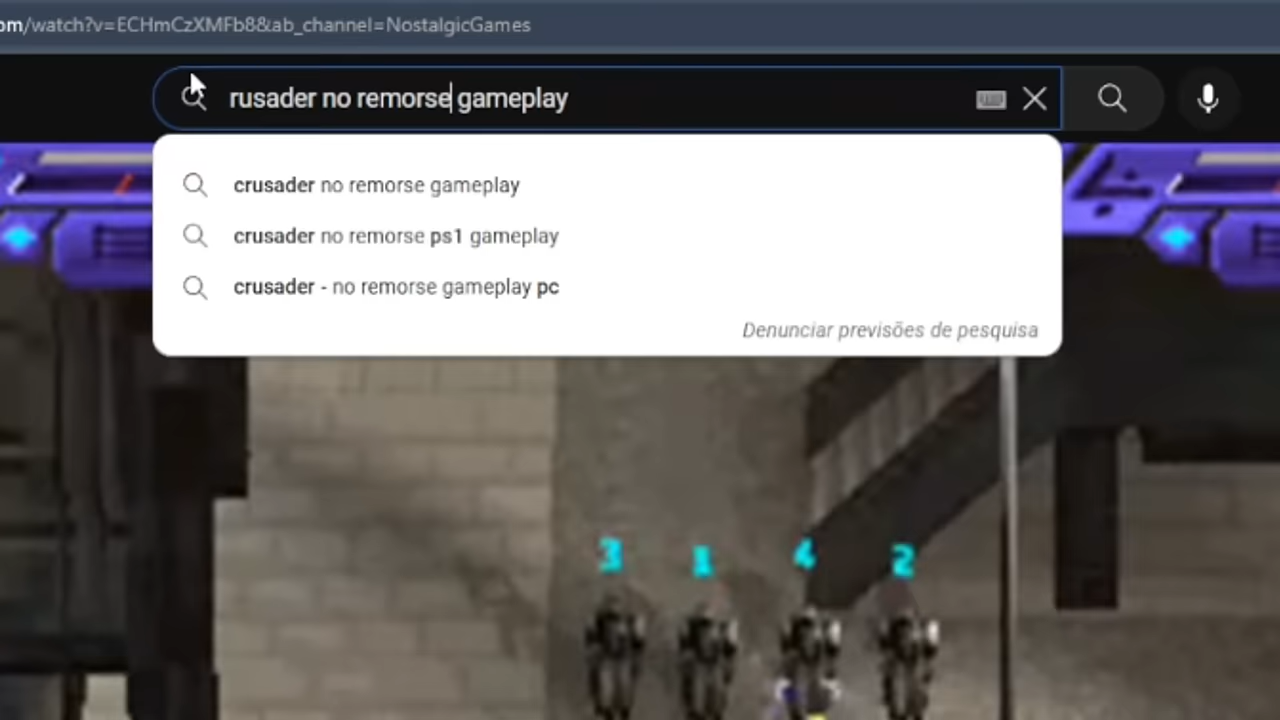 om/watch?v=ECHmCzXMFb8&ab_channel=NostalgicGames
rusader no remorse gameplay
crusader no remorse gameplay
crusader no remorse ps1 gameplay
crusader - no remorse gameplay pc
Denunciar previsões de pesquisa
3 1 4 2